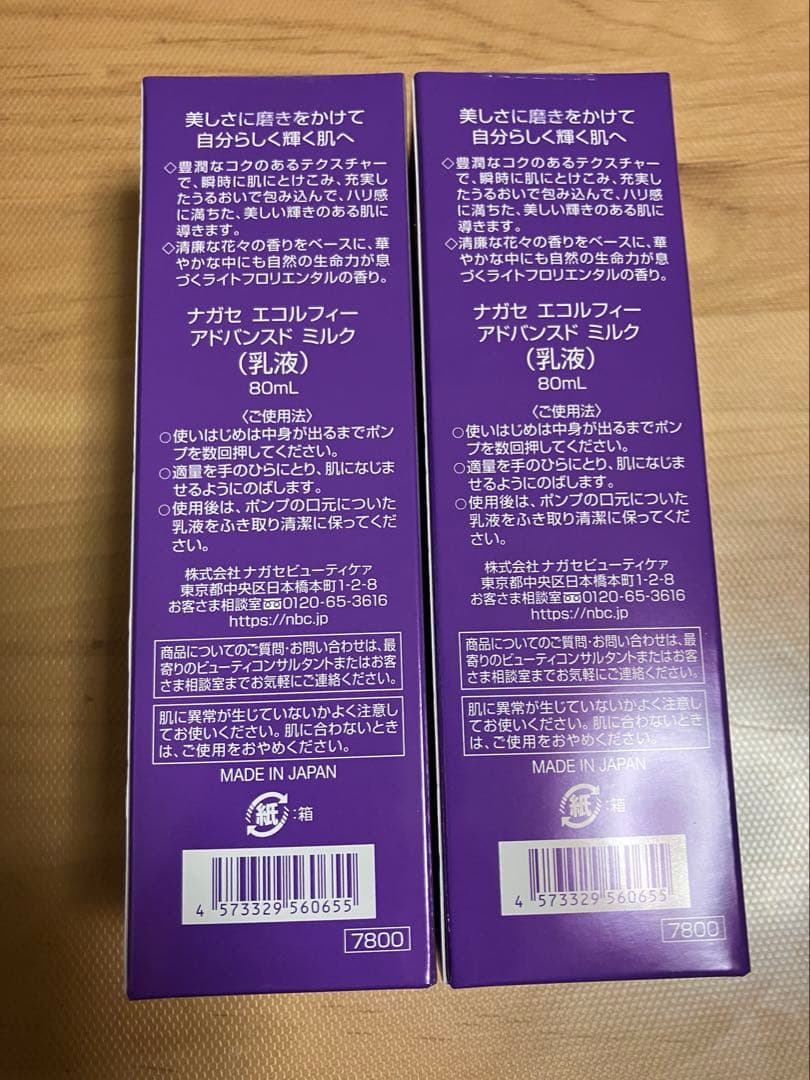 美しさに磨きをかけて
自分らしく輝く肌へ
◇豊潤なコクのあるテクスチャー
で、瞬時に肌にとけこみ、充実し
たうるおいで包み込んで、ハリ感
に満ちた、美しい輝きのある肌に
導きます。
◇清廉な花々の香りをベースに、華
やかな中にも自然の生命力が息
づくライトフロリエンタルの香り。
ナガセ エコルフィー
アドバンスド ミルク
(乳液)
80mL
〈ご使用法〉
○使いはじめは中身が出るまでポン
プを数回押してください。
○適量を手のひらにとり、肌になじま
せるようにのばします。
○使用後は、ポンプの口元についた
乳液をふき取り清潔に保ってくだ
さい。
株式会社 ナガセビューティケァ
東京都中央区日本橋本町1-2-8
お客さま相談室 0120-65-3616
https://nbc.jp
商品についてのご質問・お問い合わせは、最
寄りのビューティコンサルタントまたはお客
さま相談室までお気軽にご連絡ください。
肌に異常が生じていないかよく注意し
てお使いください。肌に合わないとき
は、ご使用をおやめください。
MADE IN JAPAN
紙:箱
4 573329 560655
7800
美しさに磨きをかけて
自分らしく輝く肌へ
◇豊潤なコクのあるテクスチャー
で、瞬時に肌にとけこみ、充実し
たうるおいで包み込んで、ハリ感
に満ちた、美しい輝きのある肌に
導きます。
◇清廉な花々の香りをベースに、華
やかな中にも自然の生命力が息
づくライトフロリエンタルの香り。
ナガセ エコルフィー
アドバンスド ミルク
(乳液)
80mL
〈ご使用法〉
○使いはじめは中身が出るまでポン
プを数回押してください。
○適量を手のひらにとり、肌になじま
せるようにのばします。
○使用後は、ポンプの口元についた
乳液をふき取り清潔に保ってくだ
さい。
株式会社 ナガセビューティケァ
東京都中央区日本橋本町1-2-8
お客さま相談室 0120-65-3616
https://nbc.jp
商品についてのご質問・お問い合わせは、最
寄りのビューティコンサルタントまたはお客
さま相談室までお気軽にご連絡ください。
肌に異常が生じていないかよく注意し
てお使いください。肌に合わないとき
は、ご使用をおやめください。
MADE IN JAPAN
紙:箱
4 573329 560655
7800